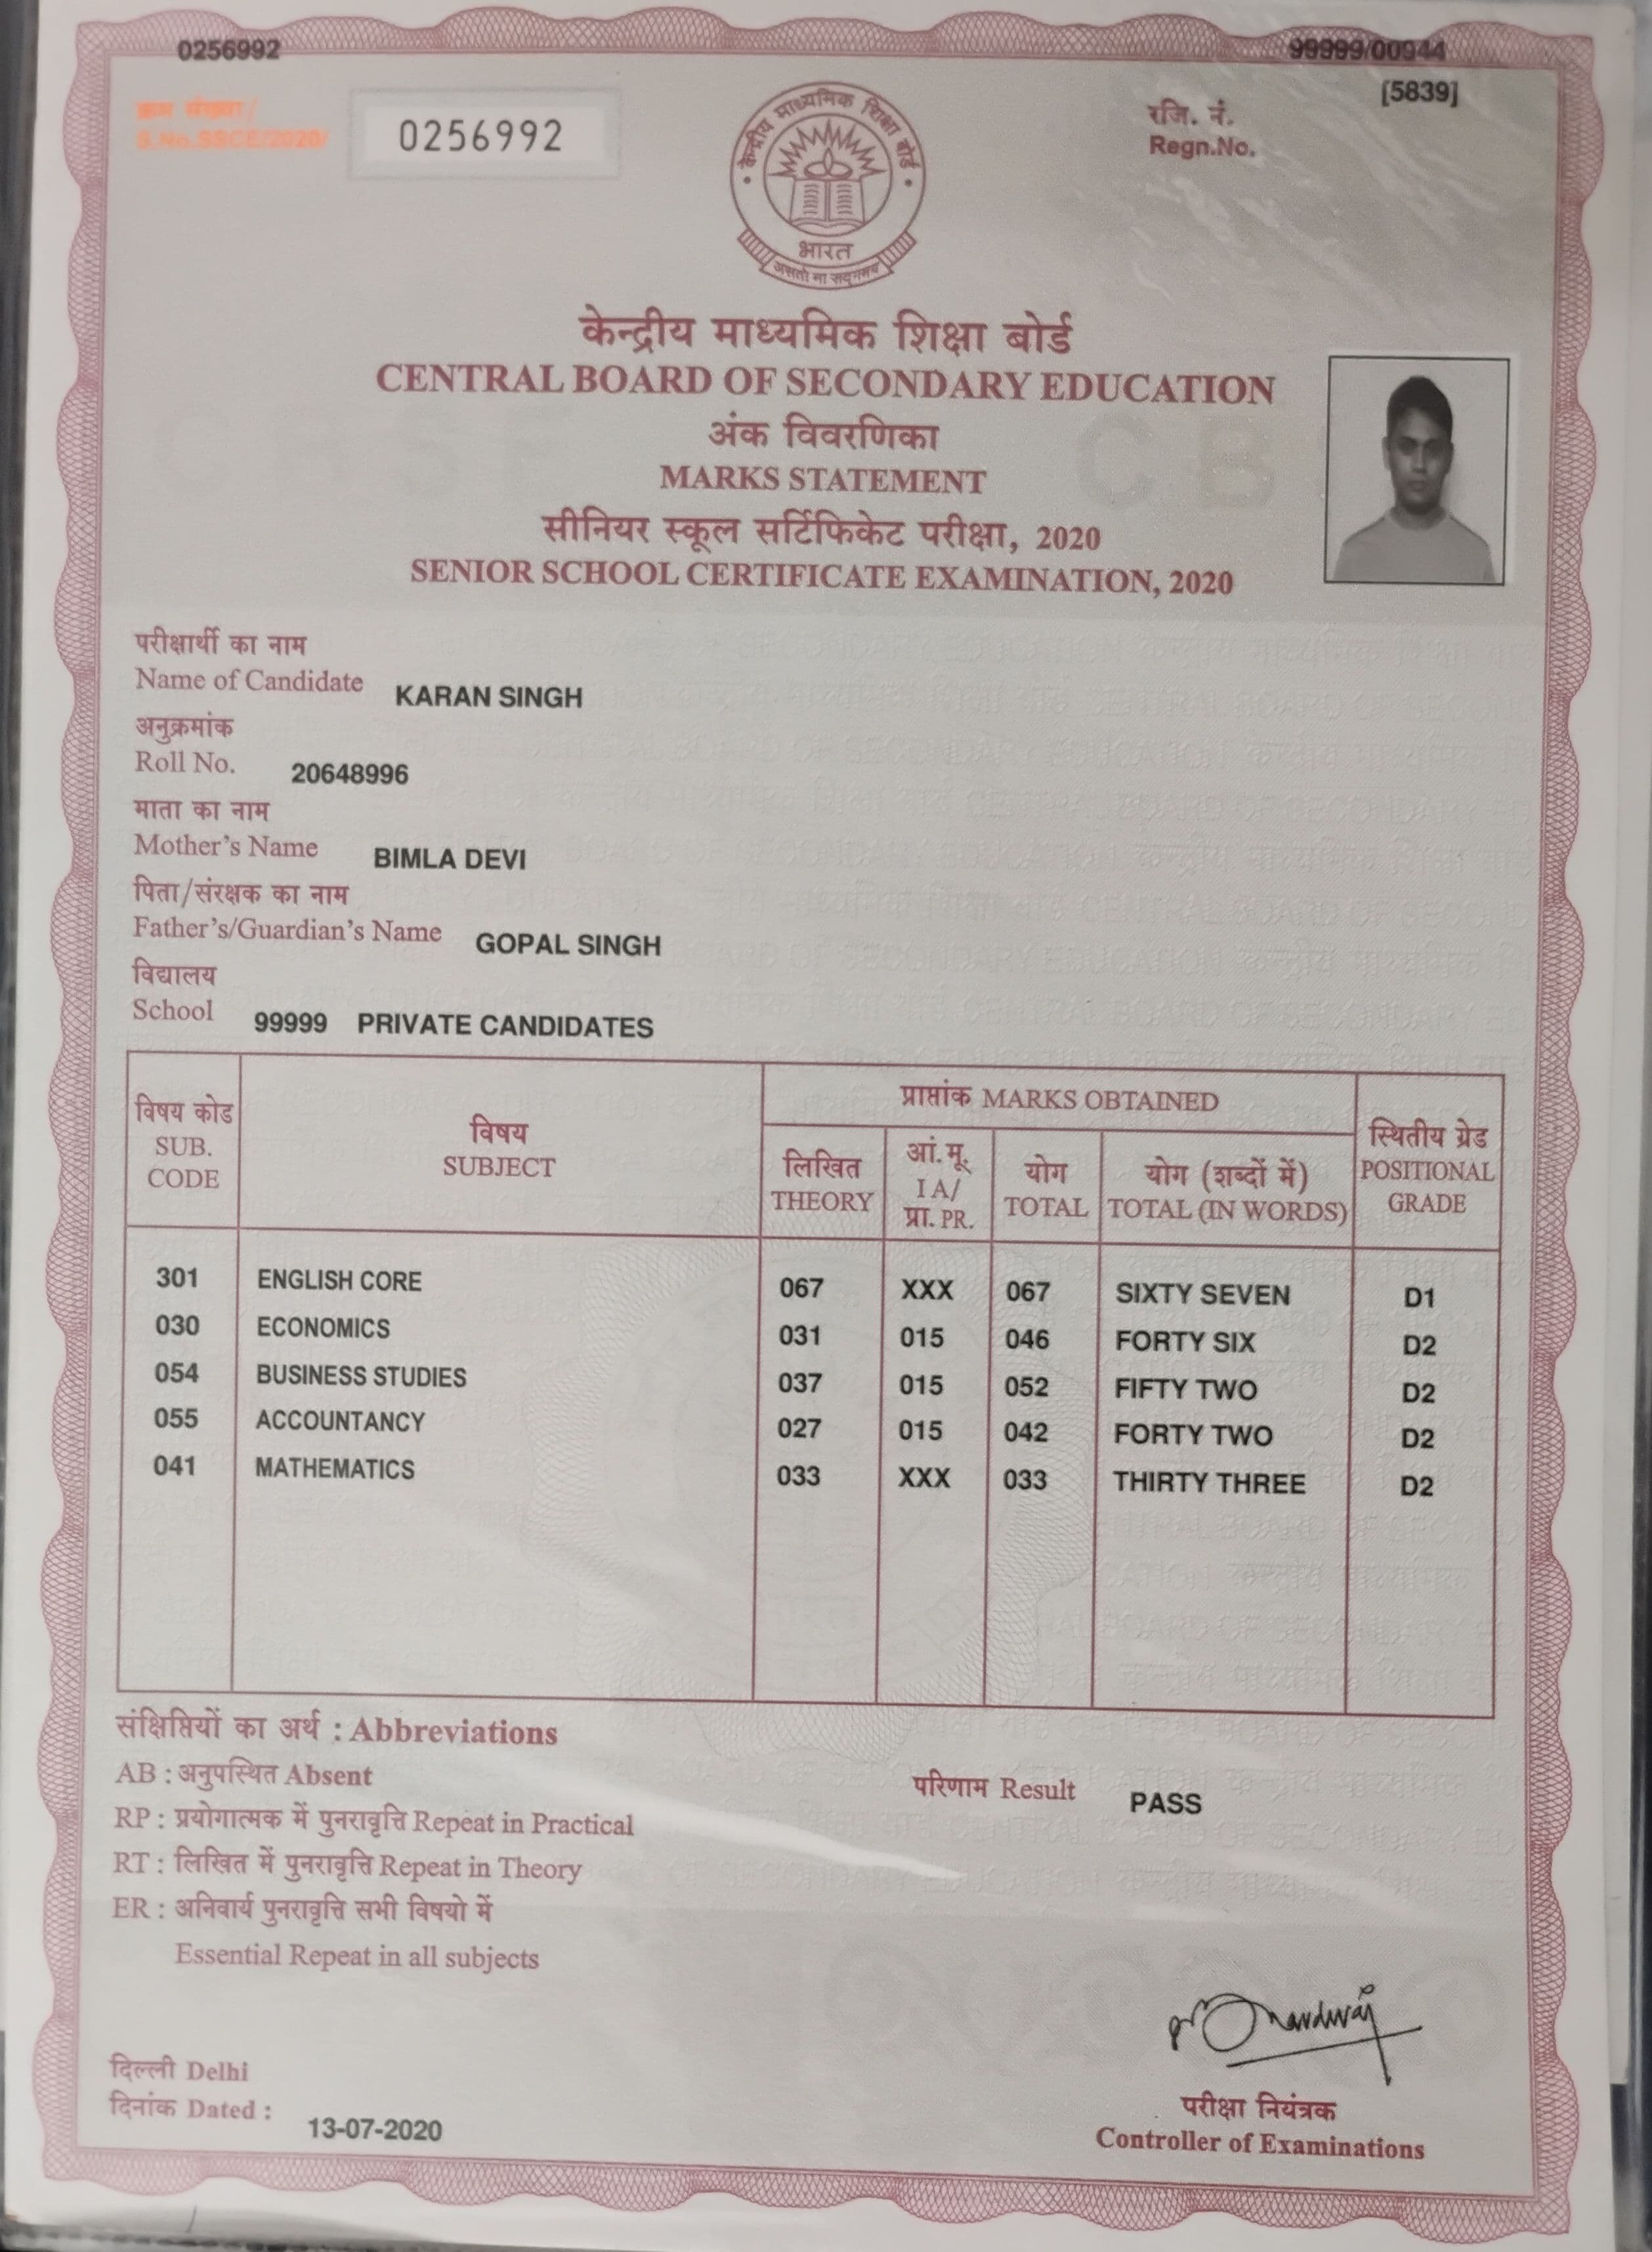 0256992
99999/00944
क्रम संख्या/
S.No.SSCE/2020/
0256992
रजि. नं.
Regn.No.
[5839]
केन्द्रीय माध्यमिक शिक्षा बोर्ड
भारत
असतो मा सद्गमय
केन्द्रीय माध्यमिक शिक्षा बोर्ड
CENTRAL BOARD OF SECONDARY EDUCATION
अंक विवरणिका
MARKS STATEMENT
सीनियर स्कूल सर्टिफिकेट परीक्षा, 2020
SENIOR SCHOOL CERTIFICATE EXAMINATION, 2020
परीक्षार्थी का नाम
Name of Candidate KARAN SINGH
अनुक्रमांक
Roll No. 20648996
माता का नाम
Mother's Name BIMLA DEVI
पिता/संरक्षक का नाम
Father's/Guardian's Name GOPAL SINGH
विद्यालय
School 99999 PRIVATE CANDIDATES
विषय कोड
SUB.
CODE
विषय
SUBJECT
प्राप्तांक MARKS OBTAINED
लिखित
THEORY
आं.मू.
I A/
प्रा. PR.
योग
TOTAL
योग (शब्दों में)
TOTAL (IN WORDS)
स्थितीय ग्रेड
POSITIONAL
GRADE
301 ENGLISH CORE 067 XXX 067 SIXTY SEVEN D1
030 ECONOMICS 031 015 046 FORTY SIX D2
054 BUSINESS STUDIES 037 015 052 FIFTY TWO D2
055 ACCOUNTANCY 027 015 042 FORTY TWO D2
041 MATHEMATICS 033 XXX 033 THIRTY THREE D2
संक्षिप्तियों का अर्थ : Abbreviations
AB : अनुपस्थित Absent
RP : प्रयोगात्मक में पुनरावृत्ति Repeat in Practical
RT : लिखित में पुनरावृत्ति Repeat in Theory
ER : अनिवार्य पुनरावृत्ति सभी विषयो में
Essential Repeat in all subjects
परिणाम Result PASS
दिल्ली Delhi
दिनांक Dated : 13-07-2020
परीक्षा नियंत्रक
Controller of Examinations